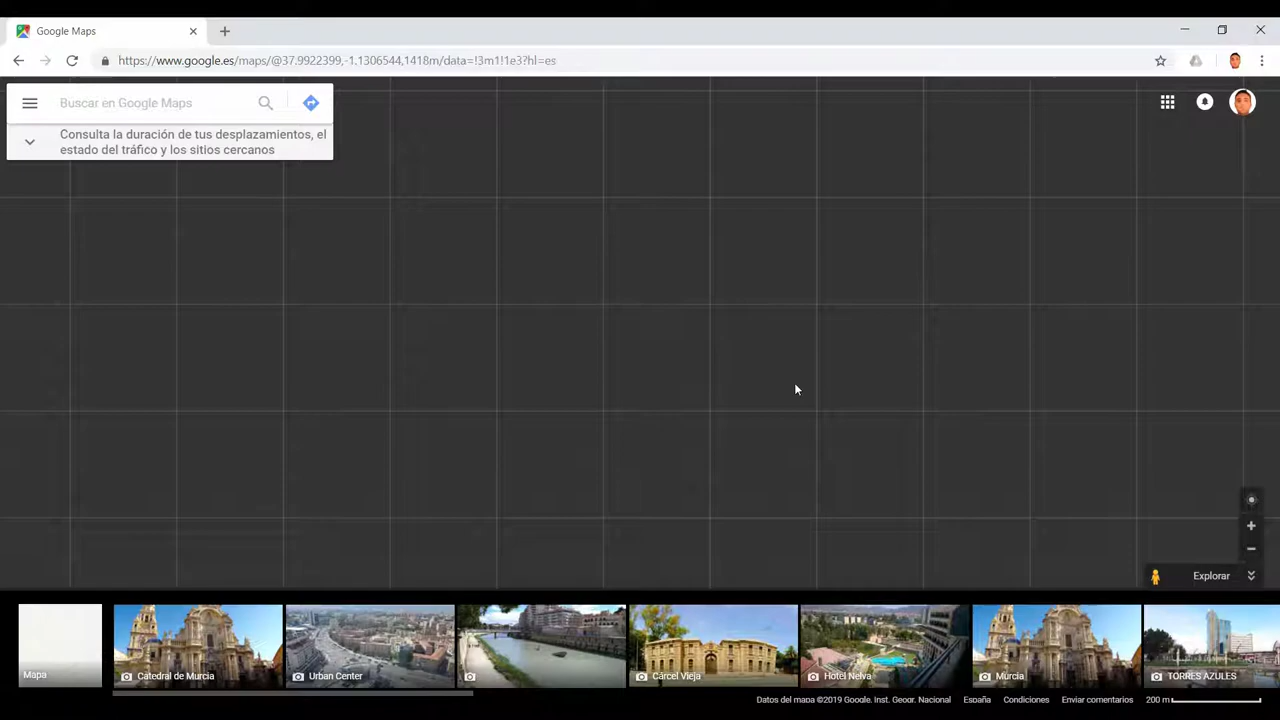 Google Maps
https://www.google.es/maps/@37.9922399,-1.1306544,1418m/data=!3m1!1e3?hl=es
Buscar en Google Maps
Consulta la duración de tus desplazamientos, el
estado del tráfico y los sitios cercanos
Explorar
Mapa
Catedral de Murcia
Urban Center
Cárcel Vieja
Hotel Nelva
Murcia
TORRES AZULES
Datos del mapa ©2019 Google, Inst. Geogr. Nacional España Condiciones Enviar comentarios 200 m